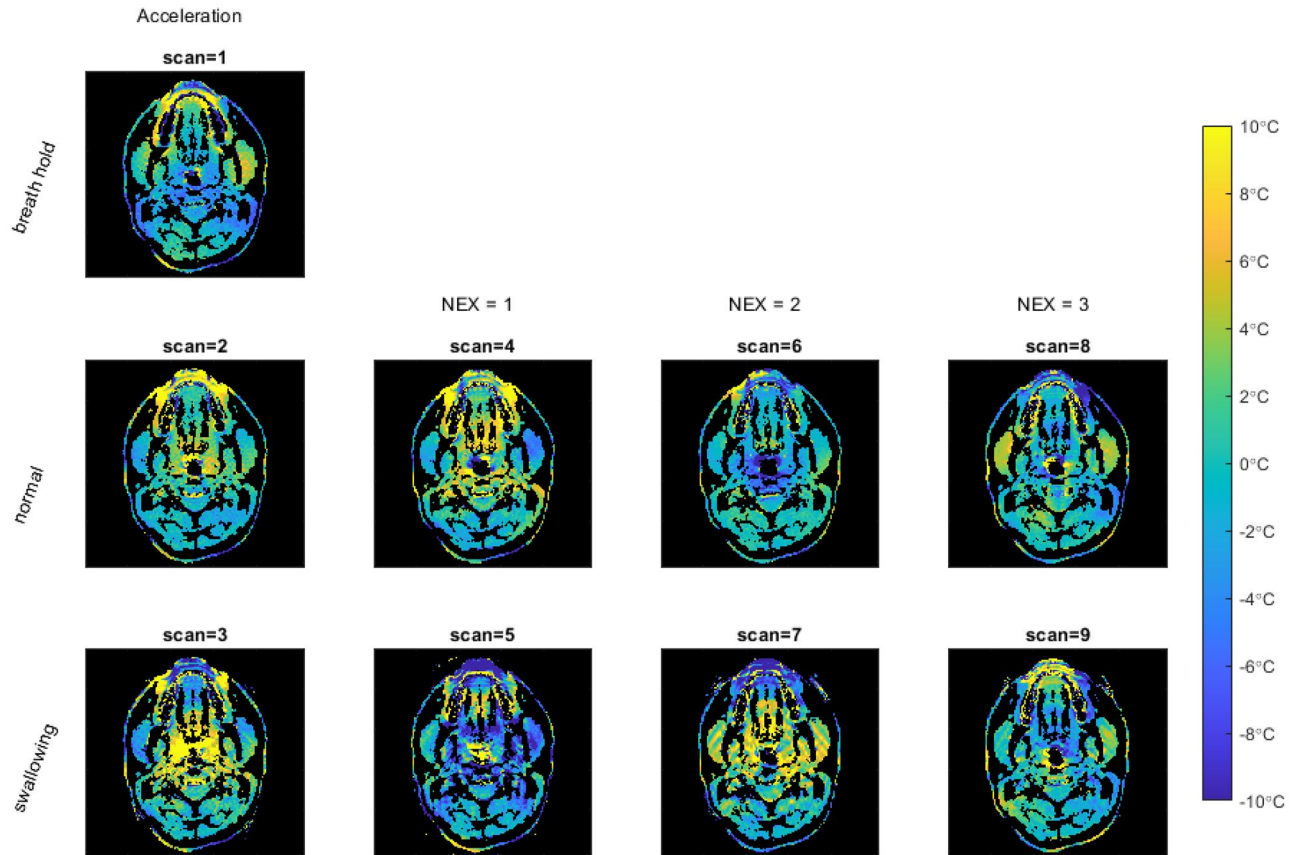 Acceleration
scan=1
breath hold
NEX = 1
NEX = 2
NEX = 3
scan=2
scan=4
scan=6
scan=8
normal
scan=3
scan=5
scan=7
scan=9
swallowing
10°C
8°C
6°C
4°C
2°C
0°C
-2°C
-4°C
-6°C
-8°C
-10°C